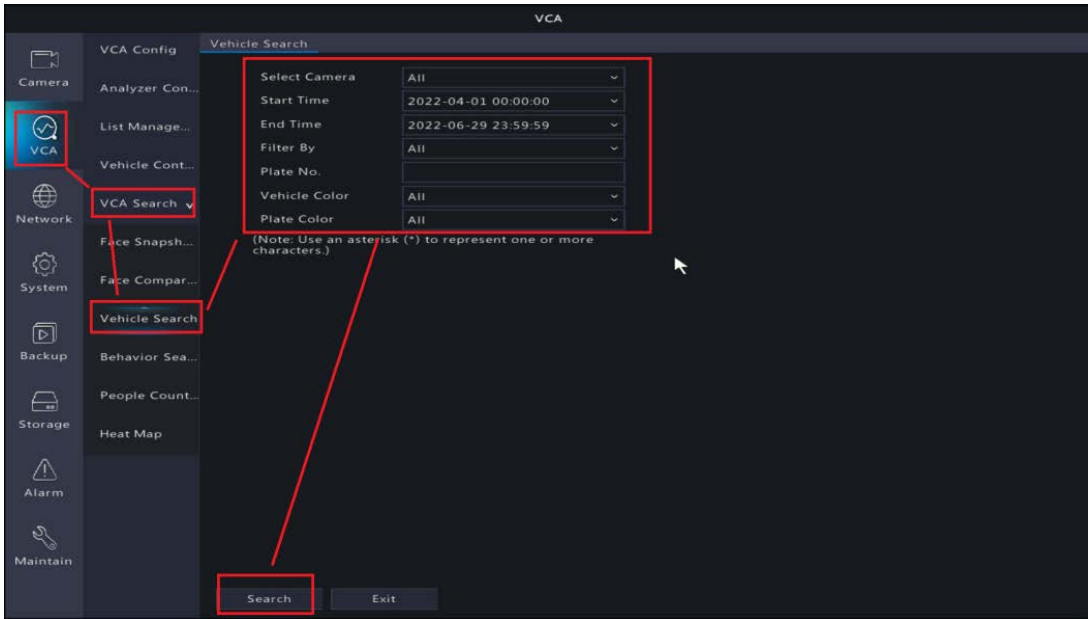 VCA
Camera
VCA
Network
System
Backup
Storage
Alarm
Maintain
VCA Config
Analyzer Con...
List Manage...
Vehicle Cont...
VCA Search
Face Snapsh...
Face Compar...
Vehicle Search
Behavior Sea...
People Count...
Heat Map
Vehicle Search
Select Camera All
Start Time 2022-04-01 00:00:00
End Time 2022-06-29 23:59:59
Filter By All
Plate No.
Vehicle Color All
Plate Color All
(Note: Use an asterisk (*) to represent one or more
characters.)
Search Exit